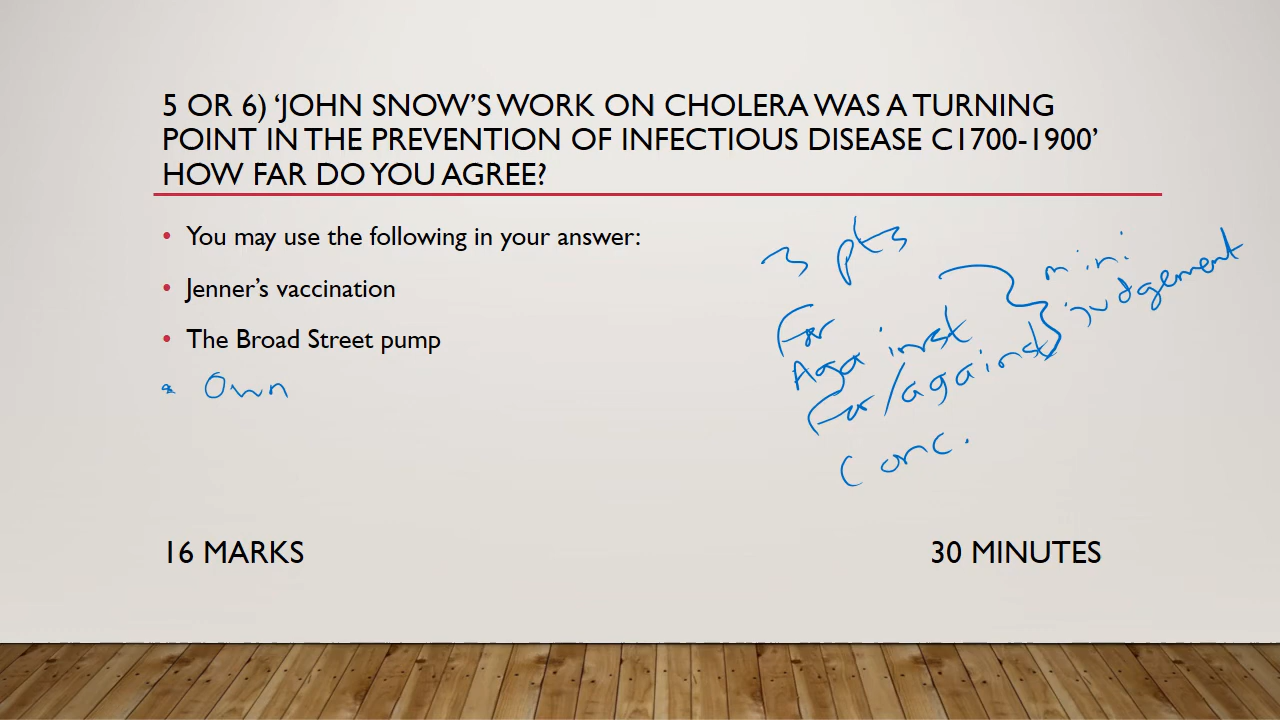 5 OR 6) ‘JOHN SNOW’S WORK ON CHOLERA WAS A TURNING
POINT IN THE PREVENTION OF INFECTIOUS DISEASE C1700-1900’
HOW FAR DO YOU AGREE?
• You may use the following in your answer:
• Jenner’s vaccination
• The Broad Street pump
• Own
3 pts
For
Against
For/against
mini
judgement
Conc.
16 MARKS
30 MINUTES